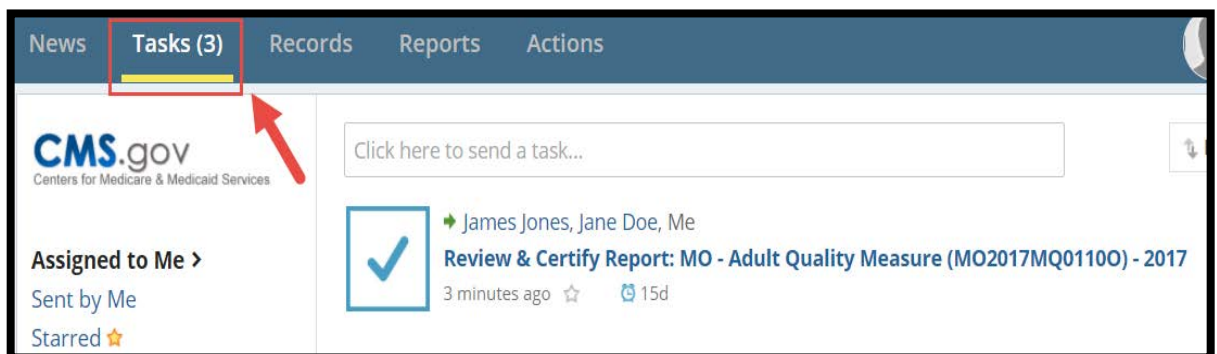 News Tasks (3) Records Reports Actions
CMS.gov
Centers for Medicare & Medicaid Services
Click here to send a task...
James Jones, Jane Doe, Me
Review & Certify Report: MO - Adult Quality Measure (MO2017MQ0110O) - 2017
3 minutes ago 15d
Assigned to Me >
Sent by Me
Starred